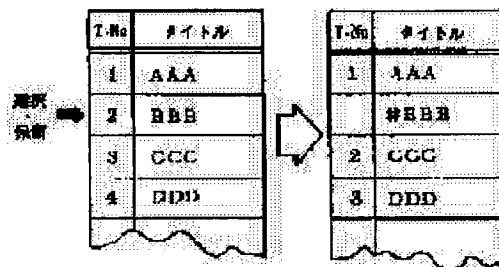 T-No タイトル
1 AAA
2 BBB
3 CCC
4 DDD
選択
・
保留
T-No タイトル
1 AAA
#BBB
2 CCC
3 DDD